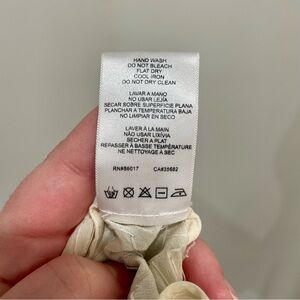 HAND WASH
DO NOT BLEACH
FLAT DRY
COOL IRON
DO NOT DRY CLEAN
LAVAR A MANO
NO USAR LEJÍA
SECAR SOBRE SUPERFICIE PLANA
PLANCHAR A TEMPERATURA BAJA
NO LIMPIAR EN SECO
LAVER À LA MAIN
NÃO USAR LIXÍVIA
SECHER A PLAT
REPASSER À BASSE TEMPÉRATURE
NE NETTOYAGE À SEC
RN#86017 CA#35682